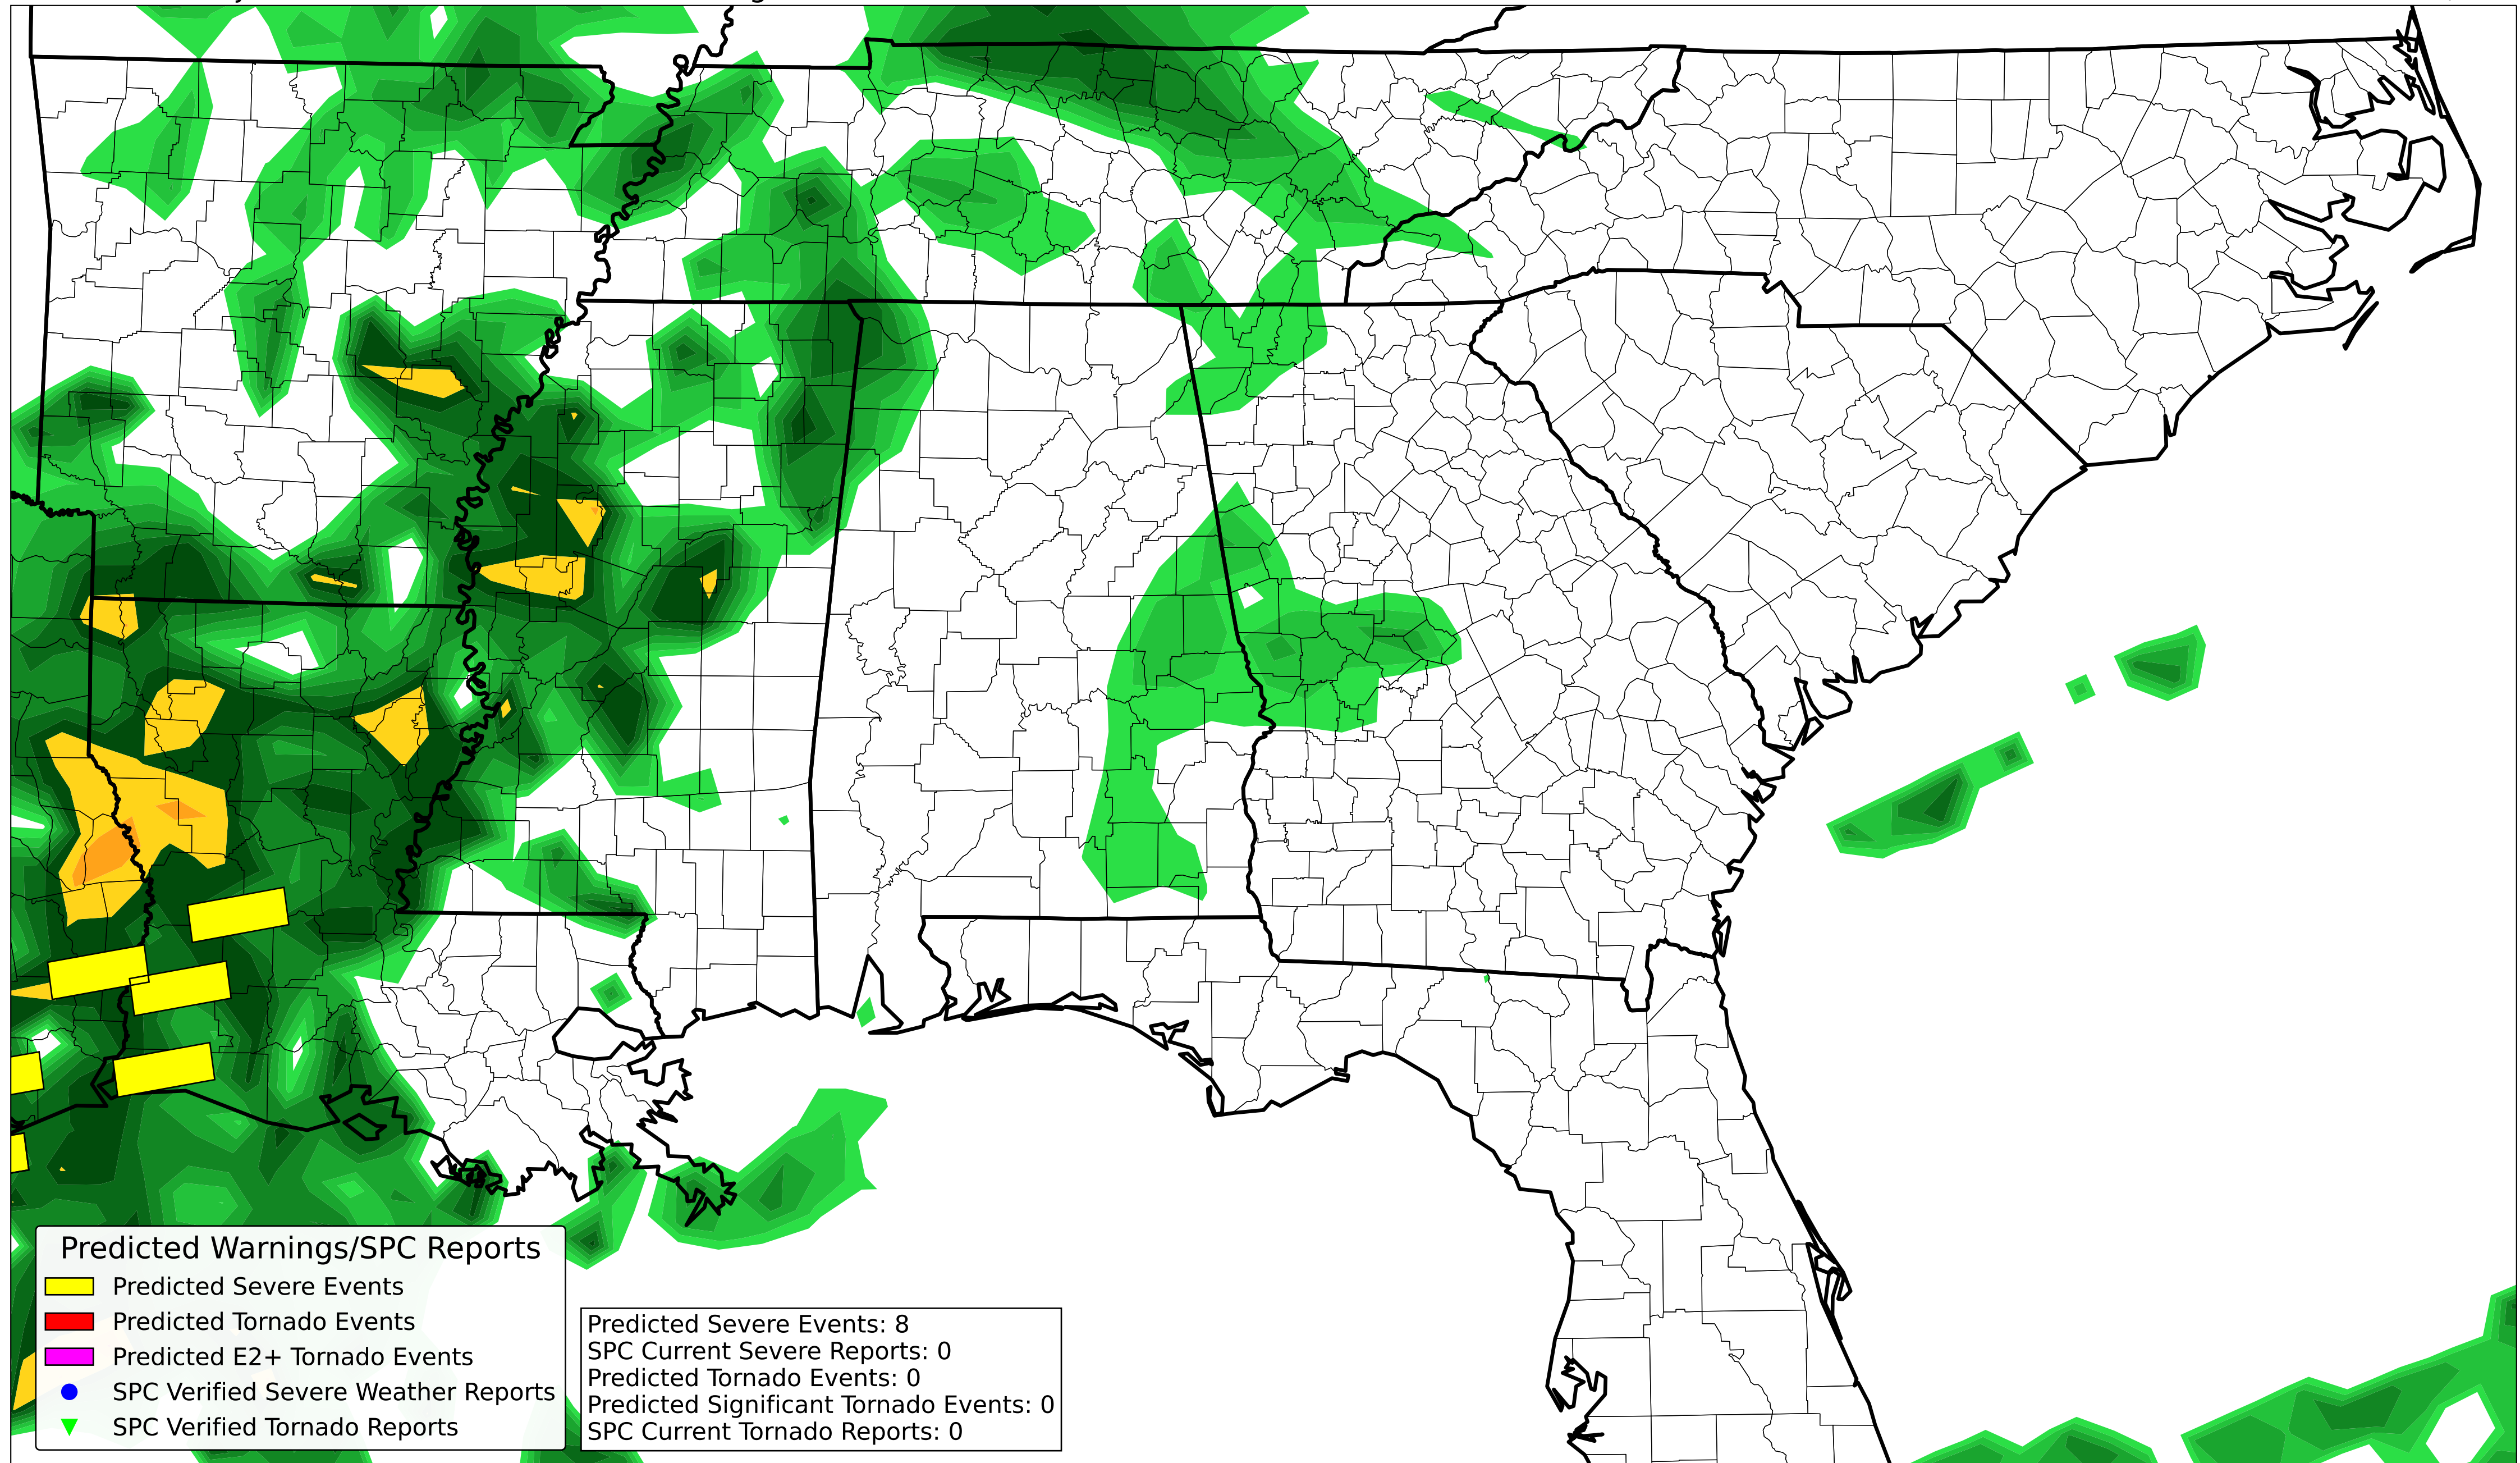 Predicted Warnings/SPC Reports
Predicted Severe Events
Predicted Tornado Events
Predicted E2+ Tornado Events
SPC Verified Severe Weather Reports
SPC Verified Tornado Reports
Predicted Severe Events: 8
SPC Current Severe Reports: 0
Predicted Tornado Events: 0
Predicted Significant Tornado Events: 0
SPC Current Tornado Reports: 0